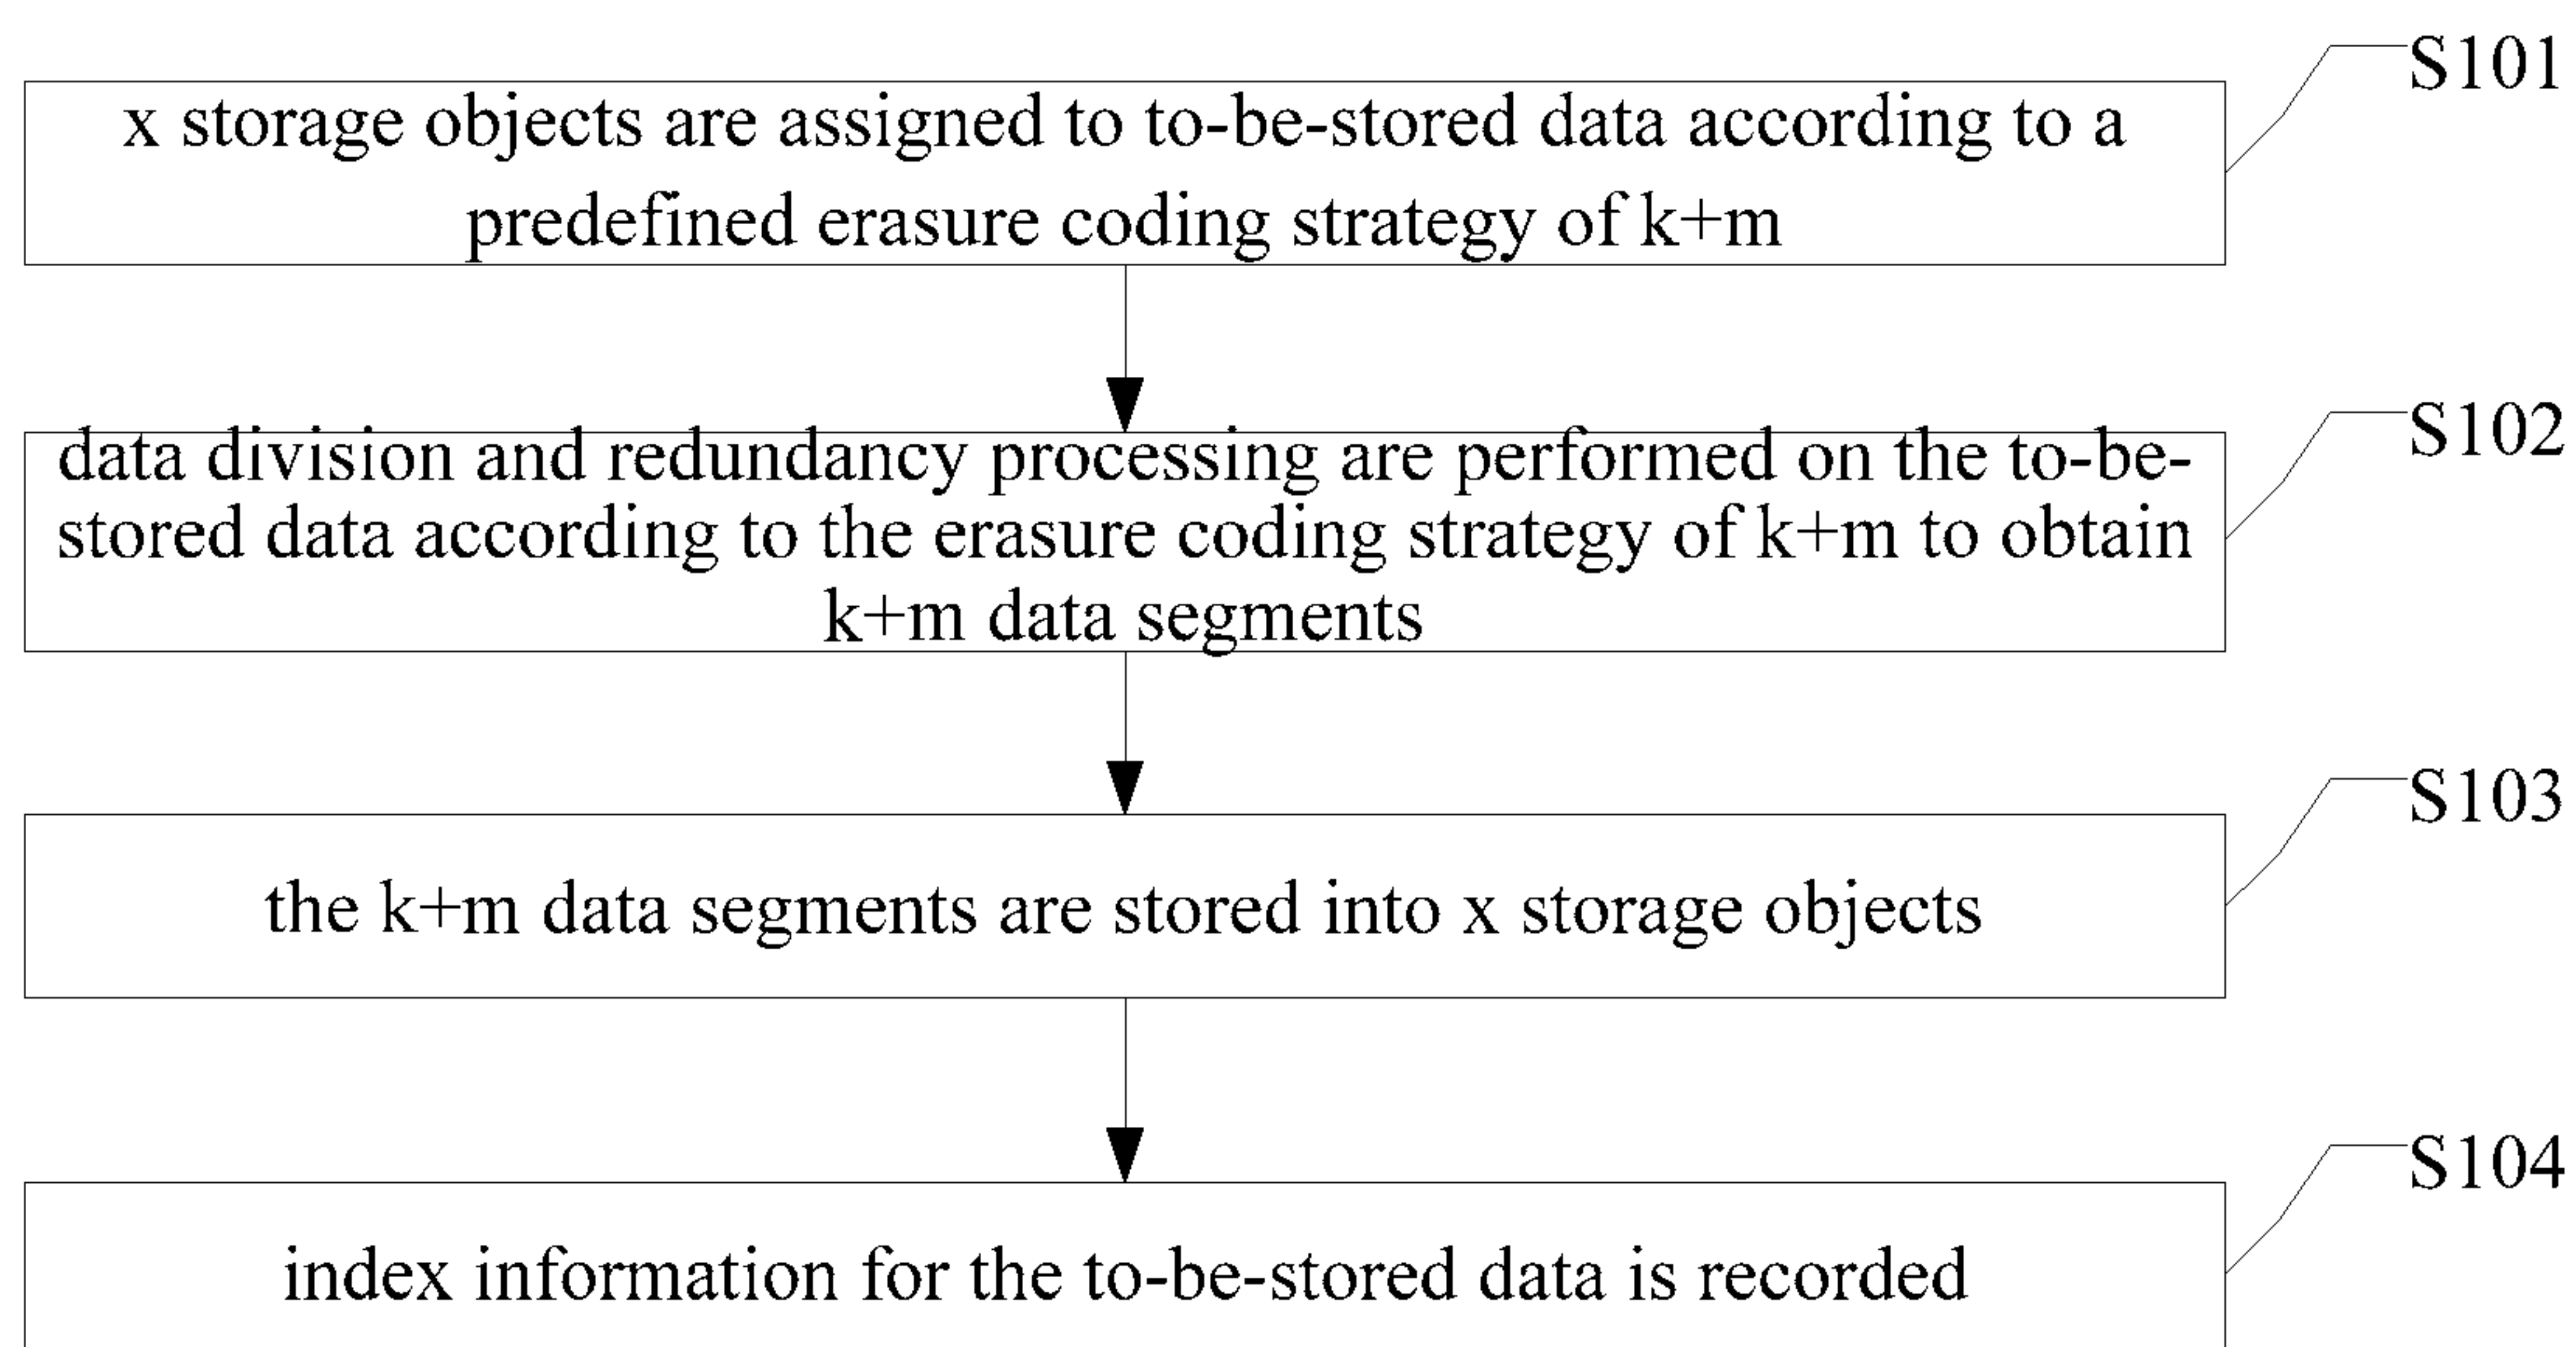 S101
x storage objects are assigned to to-be-stored data according to a
predefined erasure coding strategy of k+m
S102
data division and redundancy processing are performed on the to-be-
stored data according to the erasure coding strategy of k+m to obtain
k+m data segments
S103
the k+m data segments are stored into x storage objects
S104
index information for the to-be-stored data is recorded